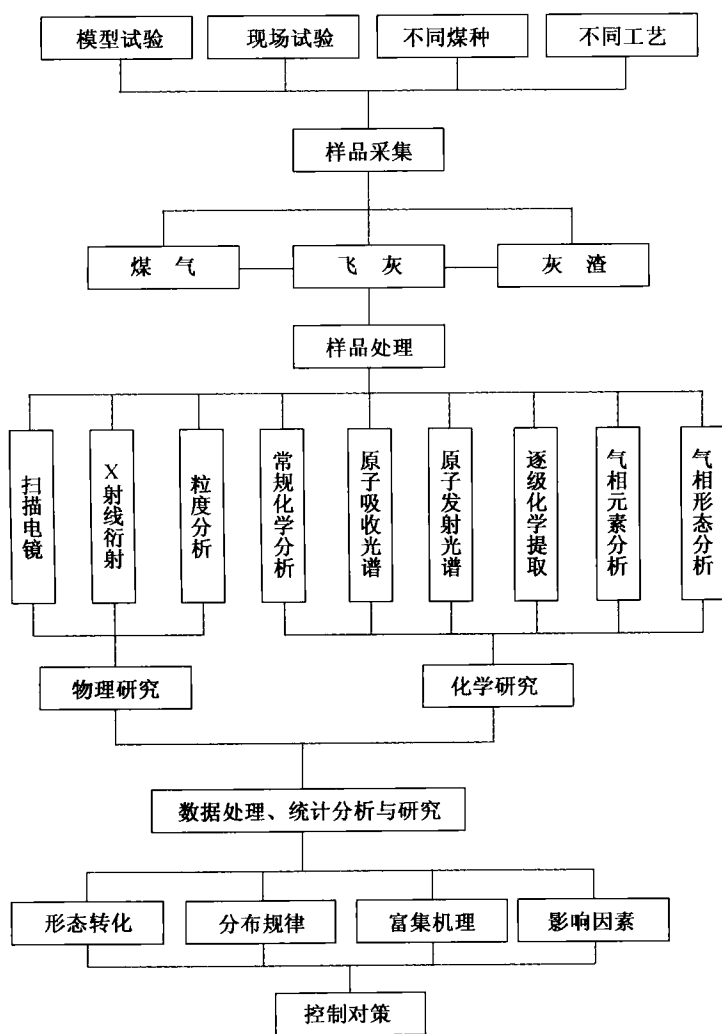 模型试验
现场试验
不同煤种
不同工艺
样品采集
煤 气
飞 灰
灰 渣
样品处理
扫描电镜
X射线衍射
粒度分析
常规化学分析
原子吸收光谱
原子发射光谱
逐级化学提取
气相元素分析
气相形态分析
物理研究
化学研究
数据处理、统计分析与研究
形态转化
分布规律
富集机理
影响因素
控制对策